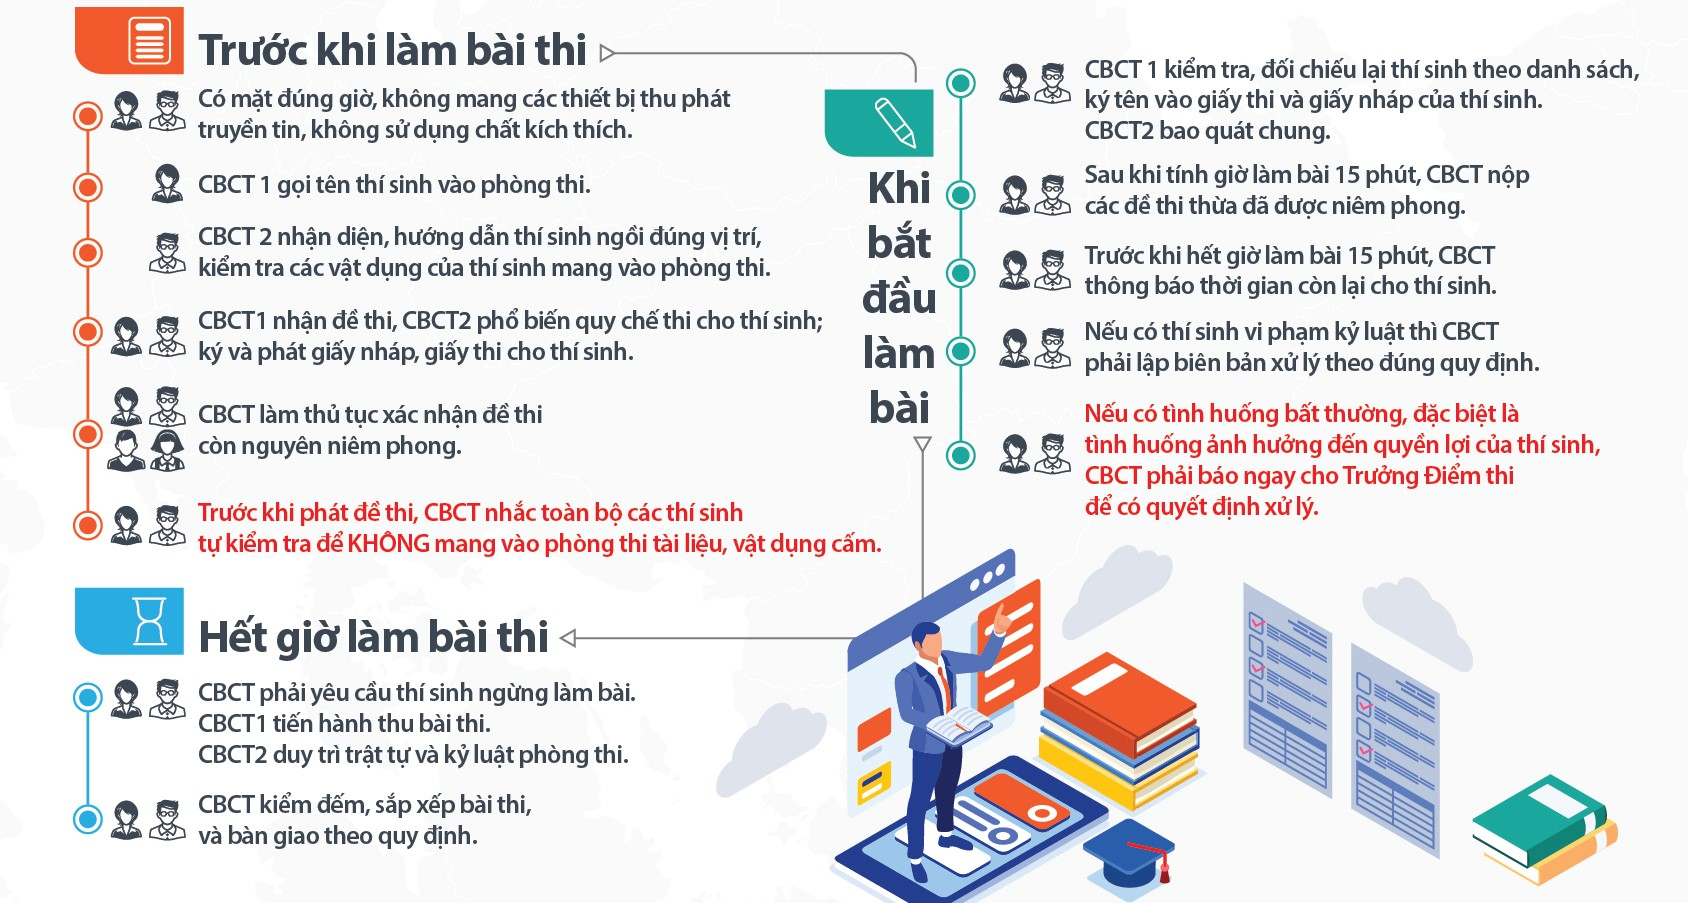 Trước khi làm bài thi
Có mặt đúng giờ, không mang các thiết bị thu phát
truyền tin, không sử dụng chất kích thích.
CBCT 1 gọi tên thí sinh vào phòng thi.
CBCT 2 nhận diện, hướng dẫn thí sinh ngồi đúng vị trí,
kiểm tra các vật dụng của thí sinh mang vào phòng thi.
CBCT1 nhận đề thi, CBCT2 phổ biến quy chế thi cho thí sinh;
ký và phát giấy nháp, giấy thi cho thí sinh.
CBCT làm thủ tục xác nhận đề thi
còn nguyên niêm phong.
Trước khi phát đề thi, CBCT nhắc toàn bộ các thí sinh
tự kiểm tra để KHÔNG mang vào phòng thi tài liệu, vật dụng cấm.
Khi
bắt
đầu
làm
bài
CBCT 1 kiểm tra, đối chiếu lại thí sinh theo danh sách,
ký tên vào giấy thi và giấy nháp của thí sinh.
CBCT2 bao quát chung.
Sau khi tính giờ làm bài 15 phút, CBCT nộp
các đề thi thừa đã được niêm phong.
Trước khi hết giờ làm bài 15 phút, CBCT
thông báo thời gian còn lại cho thí sinh.
Nếu có thí sinh vi phạm kỷ luật thì CBCT
phải lập biên bản xử lý theo đúng quy định.
Nếu có tình huống bất thường, đặc biệt là
tình huống ảnh hưởng đến quyền lợi của thí sinh,
CBCT phải báo ngay cho Trưởng Điểm thi
để có quyết định xử lý.
Hết giờ làm bài thi
CBCT phải yêu cầu thí sinh ngừng làm bài.
CBCT1 tiến hành thu bài thi.
CBCT2 duy trì trật tự và kỷ luật phòng thi.
CBCT kiểm đếm, sắp xếp bài thi,
và bàn giao theo quy định.